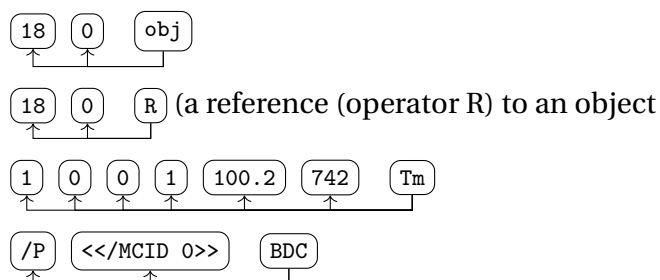 18 0 obj
18 0 R (a reference (operator R) to an object
1 0 0 1 100.2 742 Tm
/P <</MCID 0>> BDC